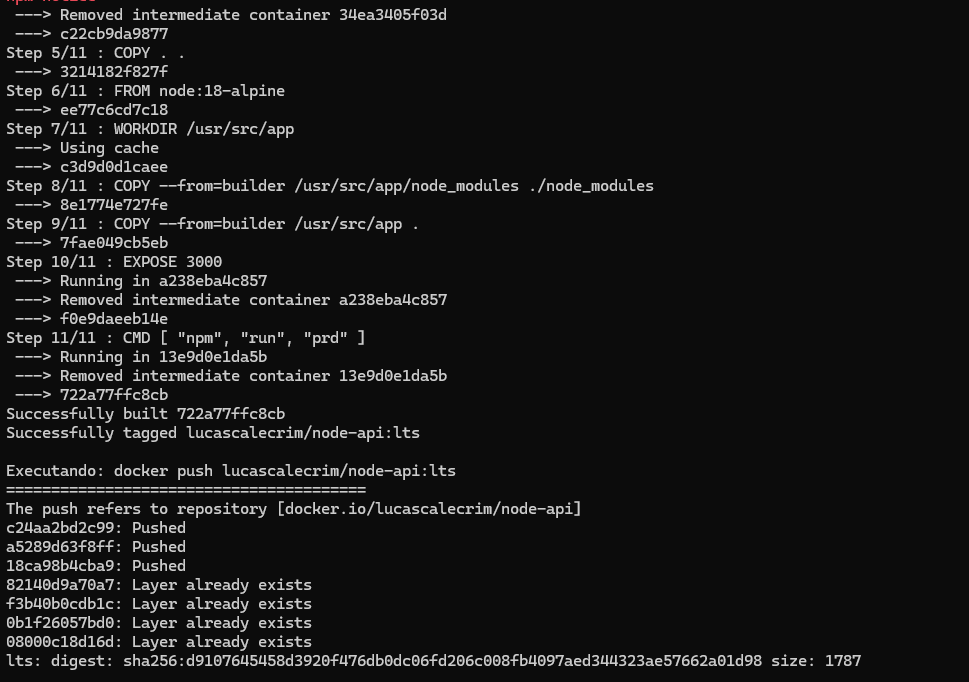 ---> Removed intermediate container 34ea3405f03d
 ---> c22cb9da9877
Step 5/11 : COPY . .
 ---> 3214182f827f
Step 6/11 : FROM node:18-alpine
 ---> ee77c6cd7c18
Step 7/11 : WORKDIR /usr/src/app
 ---> Using cache
 ---> c3d9d0d1caee
Step 8/11 : COPY --from=builder /usr/src/app/node_modules ./node_modules
 ---> 8e1774e727fe
Step 9/11 : COPY --from=builder /usr/src/app .
 ---> 7fae049cb5eb
Step 10/11 : EXPOSE 3000
 ---> Running in a238eba4c857
 ---> Removed intermediate container a238eba4c857
 ---> f0e9daeeb14e
Step 11/11 : CMD [ "npm", "run", "prd" ]
 ---> Running in 13e9d0e1da5b
 ---> Removed intermediate container 13e9d0e1da5b
 ---> 722a77ffc8cb
Successfully built 722a77ffc8cb
Successfully tagged lucascalecrim/node-api:lts

Executando: docker push lucascalecrim/node-api:lts
========================================
The push refers to repository [docker.io/lucascalecrim/node-api]
c24aa2bd2c99: Pushed
a5289d63f8ff: Pushed
18ca98b4cba9: Pushed
82140d9a70a7: Layer already exists
f3b40b0cdb1c: Layer already exists
0b1f26057bd0: Layer already exists
08000c18d16d: Layer already exists
lts: digest: sha256:d9107645458d3920f476db0dc06fd206c008fb4097aed344323ae57662a01d98 size: 1787